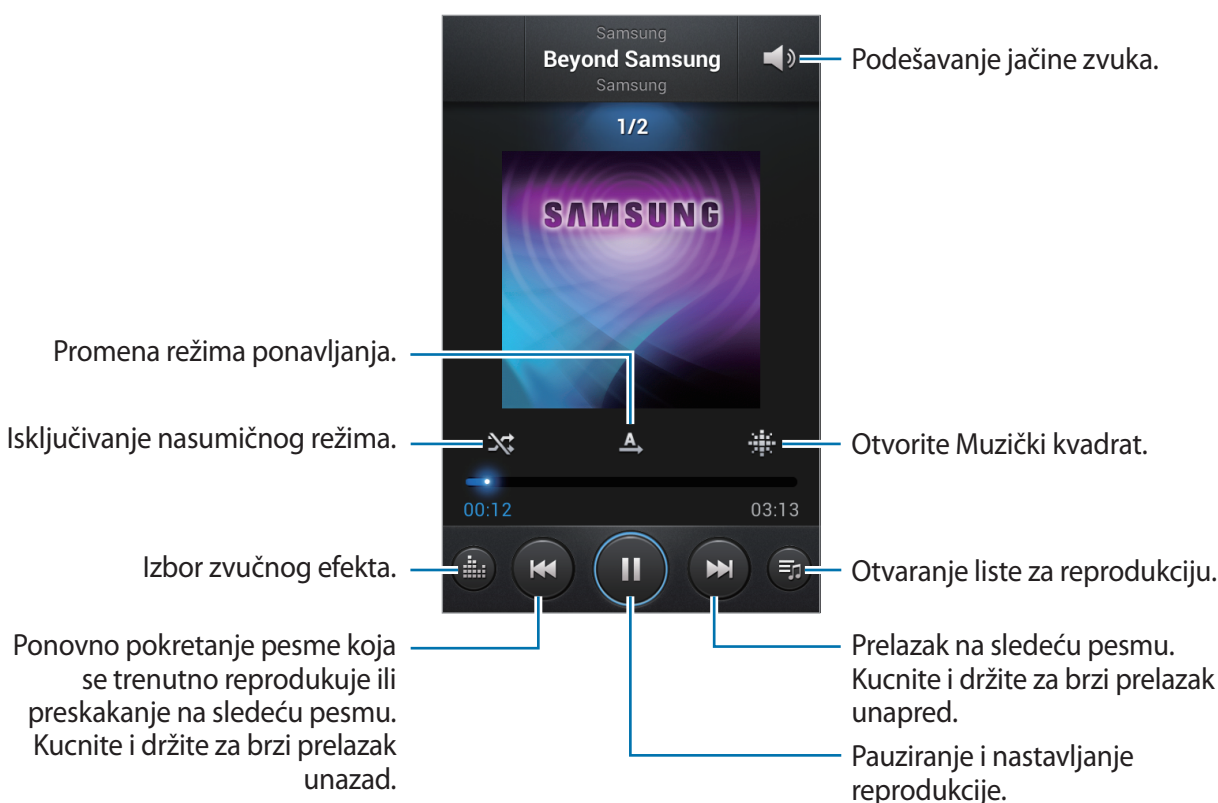 Samsung
Beyond Samsung
Samsung
Podešavanje jačine zvuka.
1/2
SAMSUNG
Promena režima ponavljanja.
Isključivanje nasumičnog režima.
A
Otvorite Muzički kvadrat.
00:12
03:13
Izbor zvučnog efekta.
Otvaranje liste za reprodukciju.
Ponovno pokretanje pesme koja
se trenutno reprodukuje ili
preskakanje na sledeću pesmu.
Kucnite i držite za brzi prelazak
unazad.
Prelazak na sledeću pesmu.
Kucnite i držite za brzi prelazak
unapred.
Pauziranje i nastavljanje
reprodukcije.